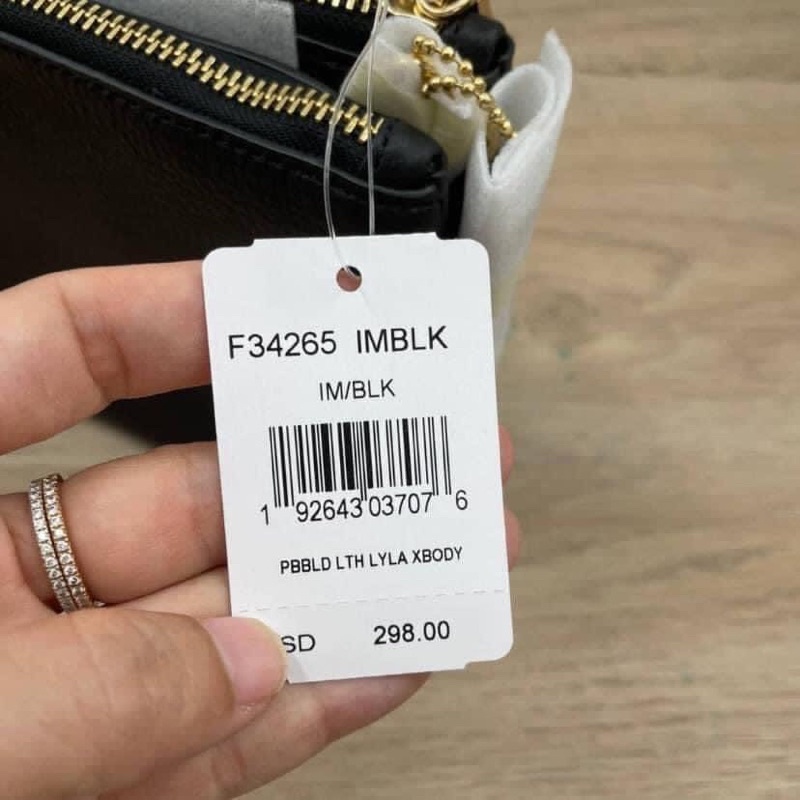 F34265 IMBLK
IM/BLK
1 92643 03707 6
PBBLD LTH LYLA XBODY
SD 298.00